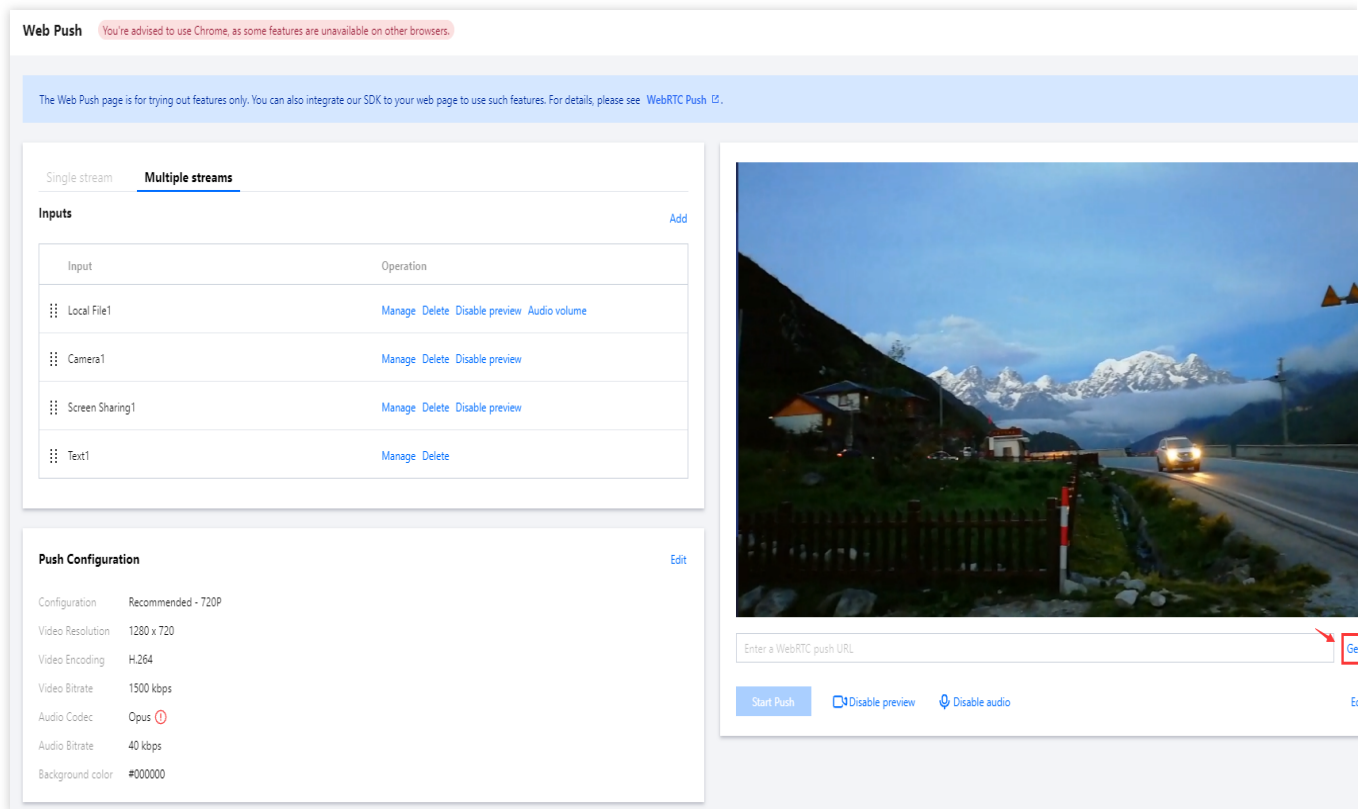 Web Push You're advised to use Chrome, as some features are unavailable on other browsers.
The Web Push page is for trying out features only. You can also integrate our SDK to your web page to use such features. For details, please see WebRTC Push .
Single stream Multiple streams
Inputs Add
Input Operation
Local File1 Manage Delete Disable preview Audio volume
Camera1 Manage Delete Disable preview
Screen Sharing1 Manage Delete Disable preview
Text1 Manage Delete
Push Configuration Edit
Configuration Recommended - 720P
Video Resolution 1280 x 720
Video Encoding H.264
Video Bitrate 1500 kbps
Audio Codec Opus
Audio Bitrate 40 kbps
Background color #000000
Enter a WebRTC push URL Ge
Start Push Disable preview Disable audio